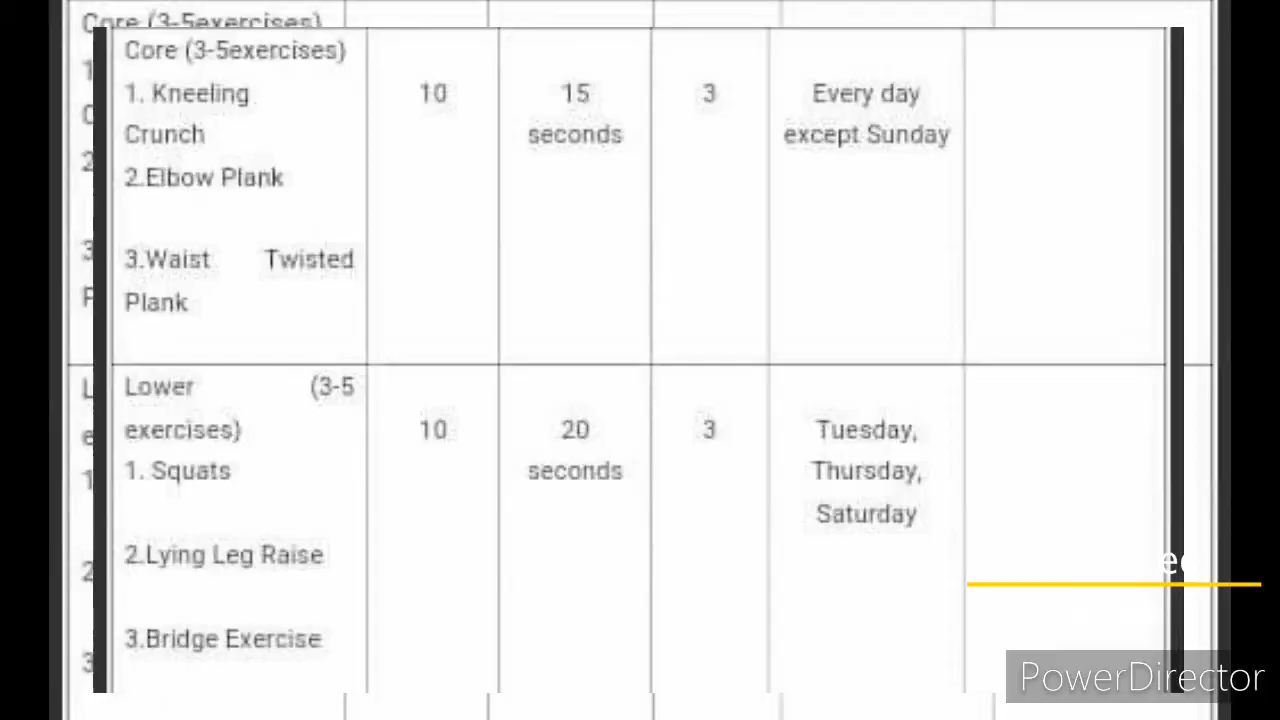 Core (3-5exercises)
Core (3-5exercises)
1. Kneeling
10
15
3
Every day
Crunch
seconds
except Sunday
2.Elbow Plank
3.Waist Twisted
Plank
Lower (3-5
exercises)
10
20
3
Tuesday,
1. Squats
seconds
Thursday,
Saturday
2.Lying Leg Raise
3.Bridge Exercise
PowerDirector